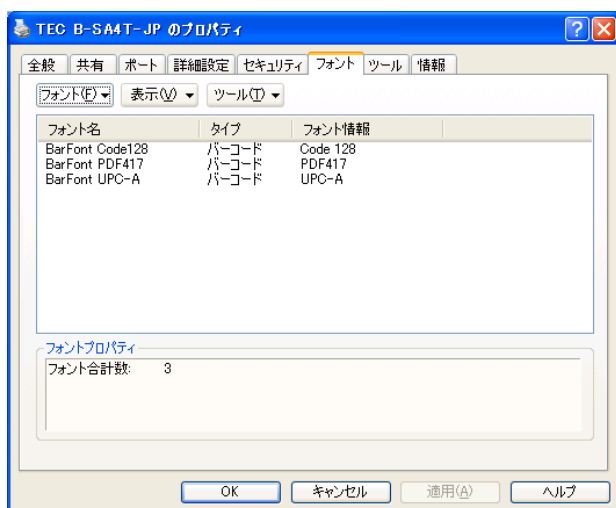 TEC B-SA4T-JP のプロパティ
全般 共有 ポート 詳細設定 セキュリティ フォント ツール 情報
フォント(F) 表示(V) ツール(T)
フォント名 タイプ フォント情報
BarFont Code128 バーコード Code 128
BarFont PDF417 バーコード PDF417
BarFont UPC-A バーコード UPC-A
フォントプロパティ
フォント合計数: 3
OK キャンセル 適用(A) ヘルプ